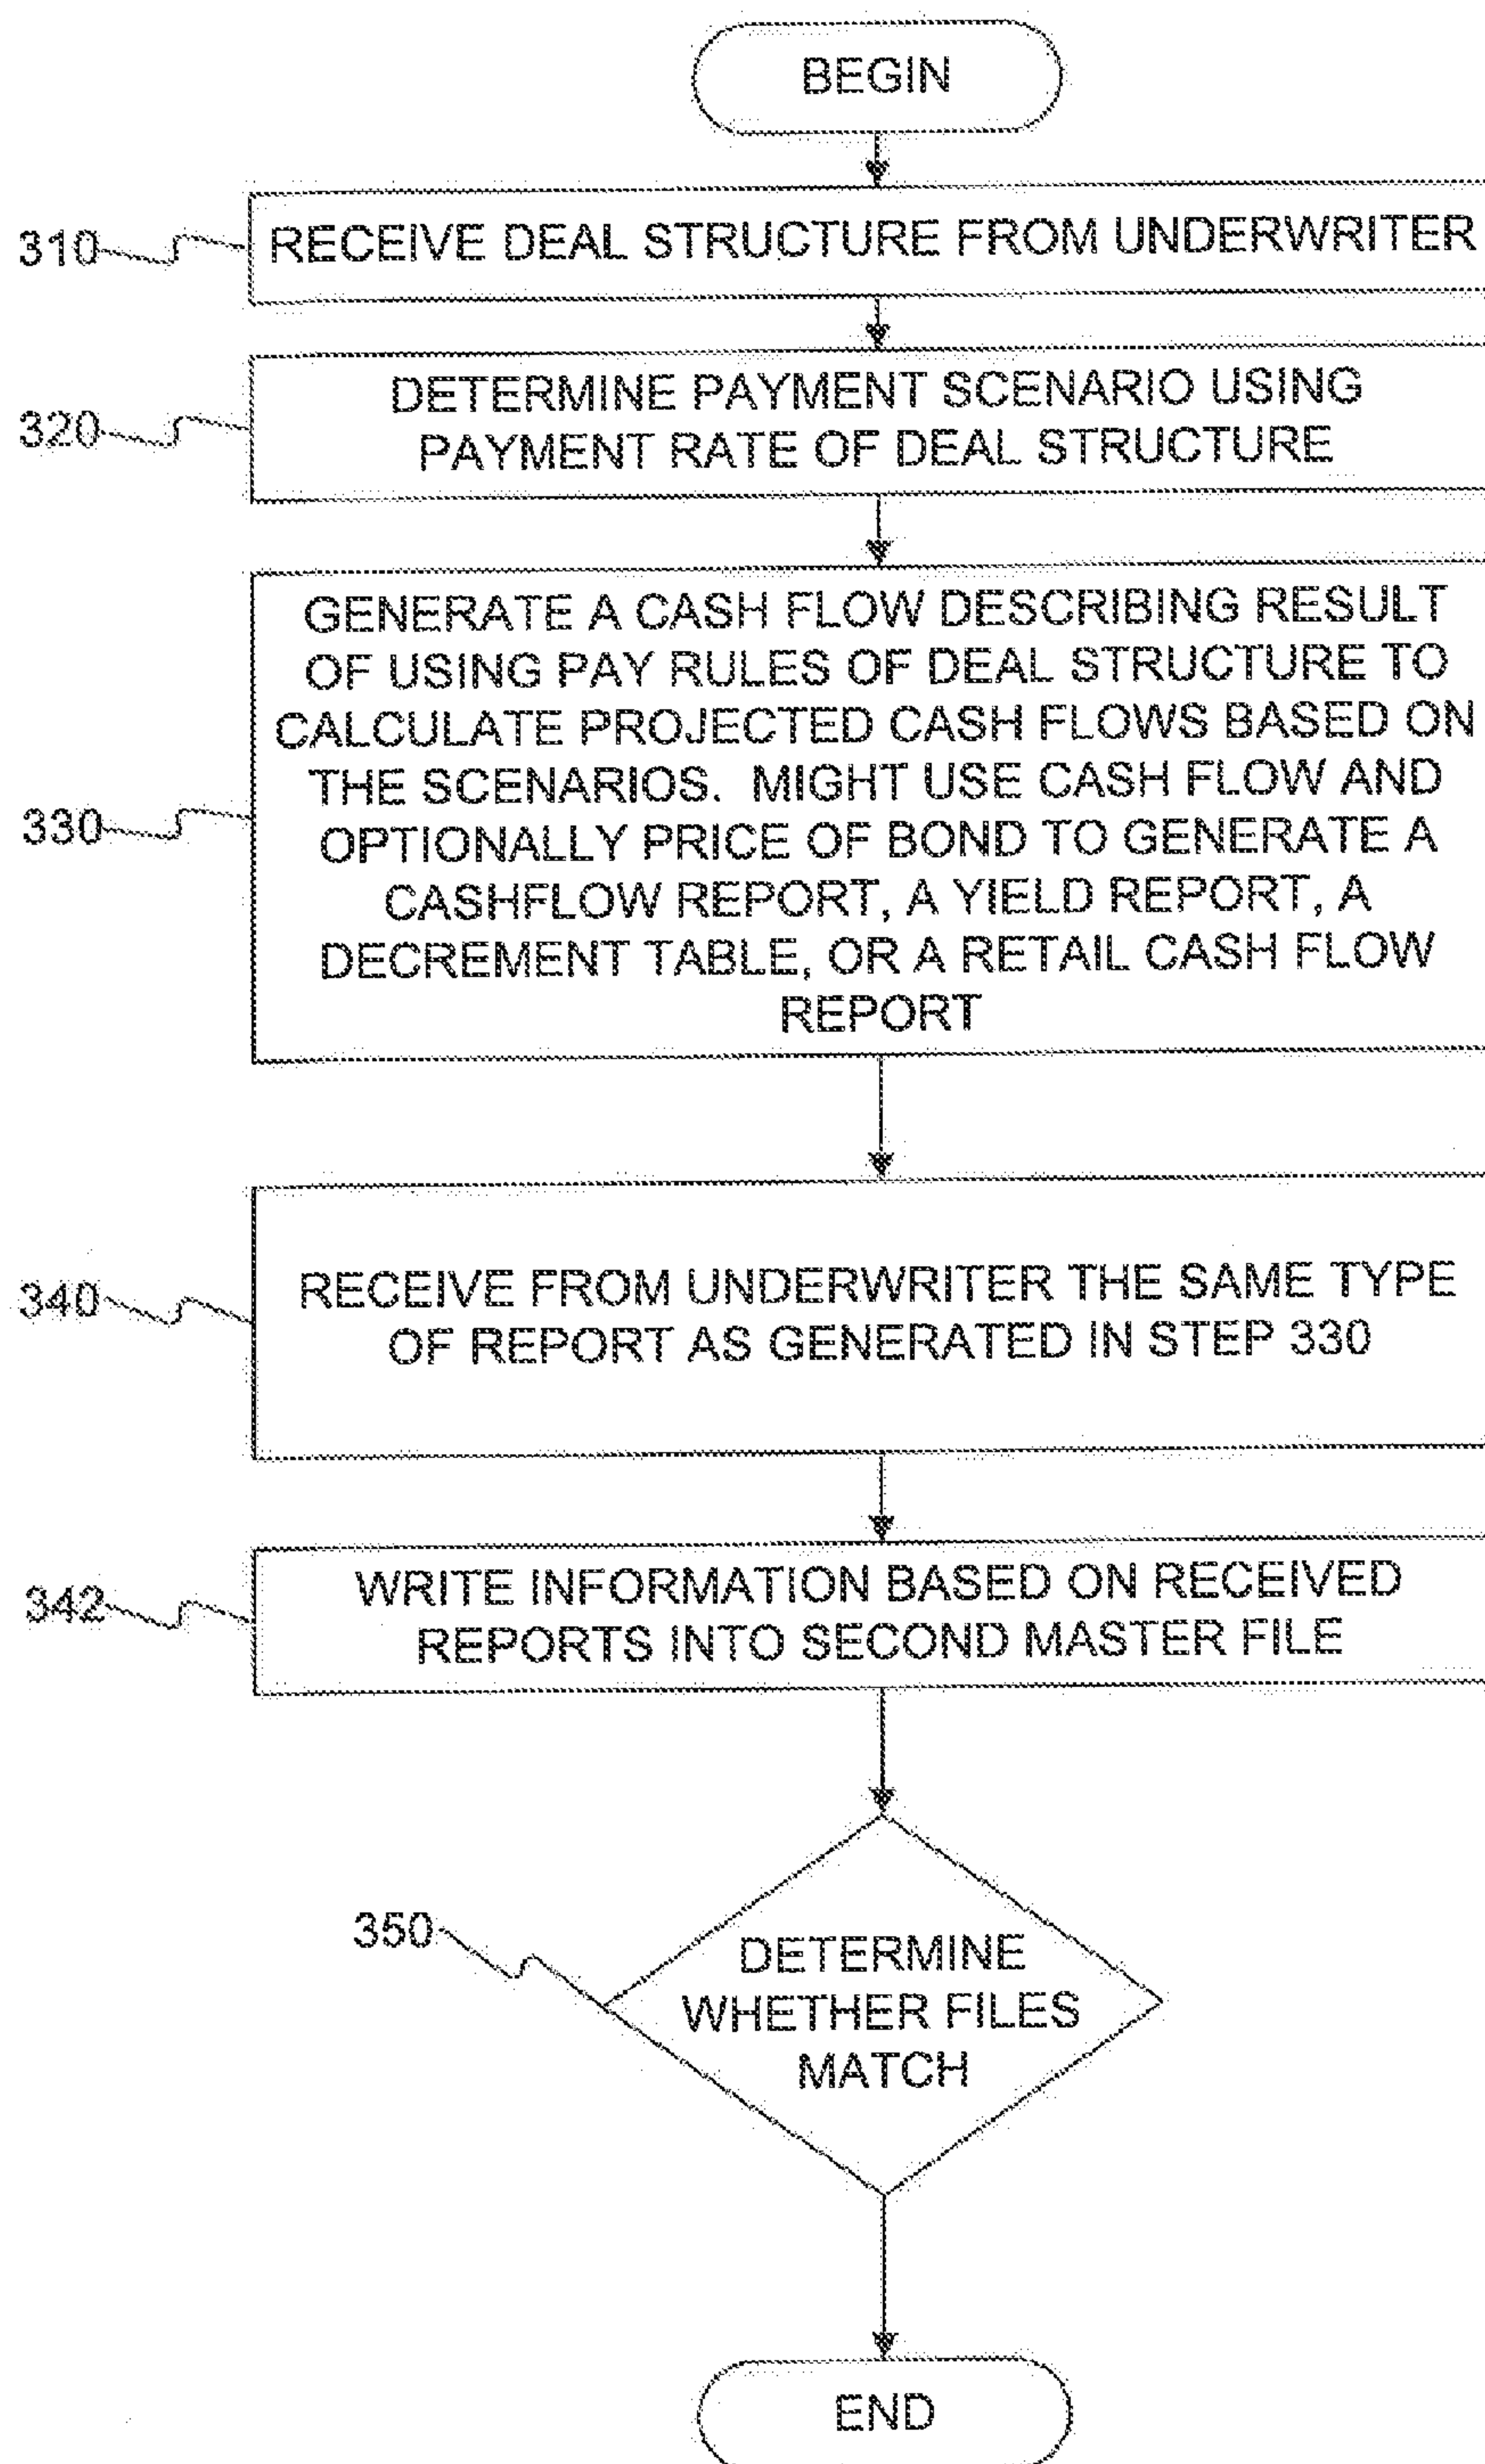 BEGIN
310
RECEIVE DEAL STRUCTURE FROM UNDERWRITER
320
DETERMINE PAYMENT SCENARIO USING
PAYMENT RATE OF DEAL STRUCTURE
330
GENERATE A CASH FLOW DESCRIBING RESULT
OF USING PAY RULES OF DEAL STRUCTURE TO
CALCULATE PROJECTED CASH FLOWS BASED ON
THE SCENARIOS. MIGHT USE CASH FLOW AND
OPTIONALLY PRICE OF BOND TO GENERATE A
CASHFLOW REPORT, A YIELD REPORT, A
DECREMENT TABLE, OR A RETAIL CASH FLOW
REPORT
340
RECEIVE FROM UNDERWRITER THE SAME TYPE
OF REPORT AS GENERATED IN STEP 330
342
WRITE INFORMATION BASED ON RECEIVED
REPORTS INTO SECOND MASTER FILE
350
DETERMINE
WHETHER FILES
MATCH
END